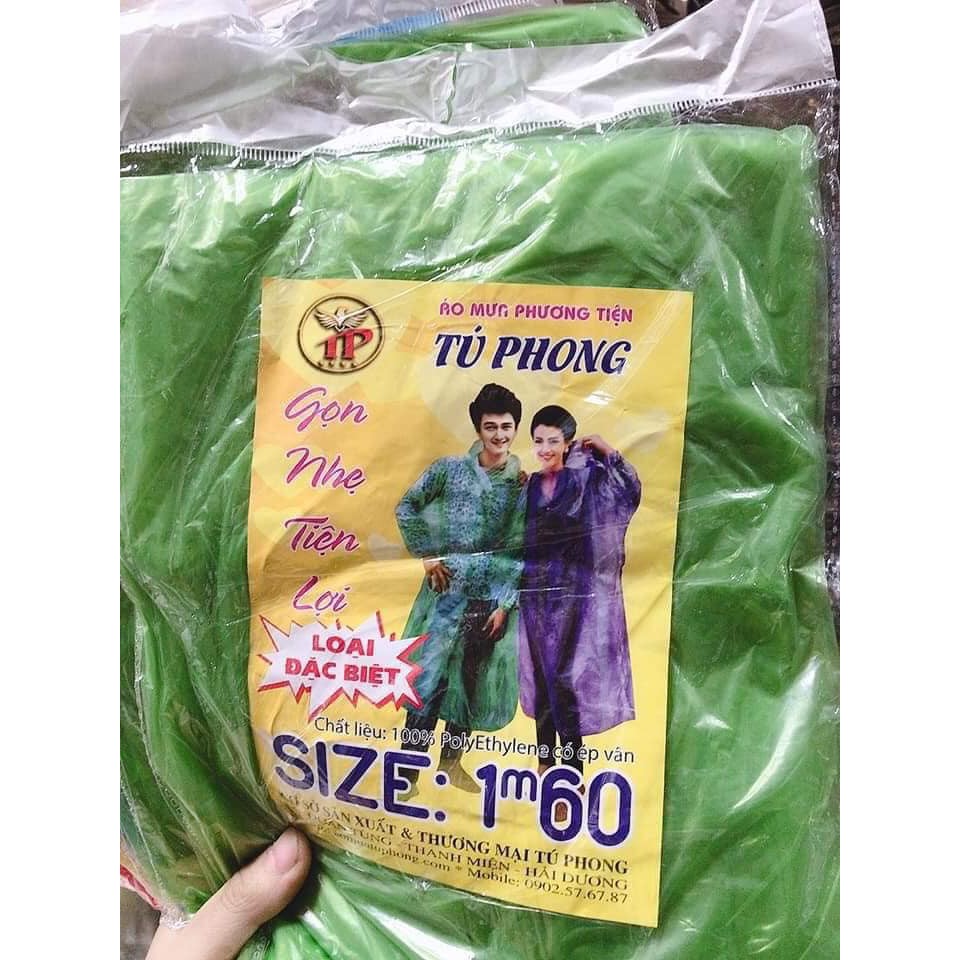 TP
ÁO MƯA PHƯƠNG TIỆN
TÚ PHONG
Gọn
Nhẹ
Tiện
Lợi
LOẠI
ĐẶC BIỆT
Chất liệu: 100% PolyEthylene có ép vân
SIZE: 1m60
SỞ SẢN XUẤT & THƯƠNG MẠI TÚ PHONG
TÙNG - THANH MIỆN - HẢI DƯƠNG
* Mobile: 0902.57.67.87